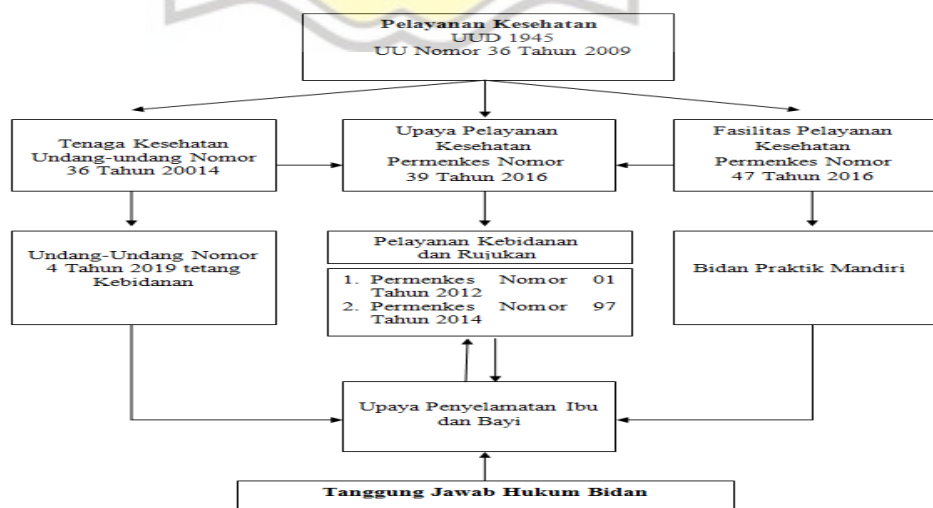 Pelayanan Kesehatan
UUD 1945
UU Nomor 36 Tahun 2009
Tenaga Kesehatan
Undang-undang Nomor
36 Tahun 20014
Upaya Pelayanan
Kesehatan
Permenkes Nomor
39 Tahun 2016
Fasilitas Pelayanan
Kesehatan
Permenkes Nomor
47 Tahun 2016
Undang-Undang Nomor
4 Tahun 2019 tetang
Kebidanan
Pelayanan Kebidanan
dan Rujukan
1. Permenkes Nomor 01
Tahun 2012
2. Permenkes Nomor 97
Tahun 2014
Bidan Praktik Mandiri
Upaya Penyelamatan Ibu
dan Bayi
Tanggung Jawab Hukum Bidan